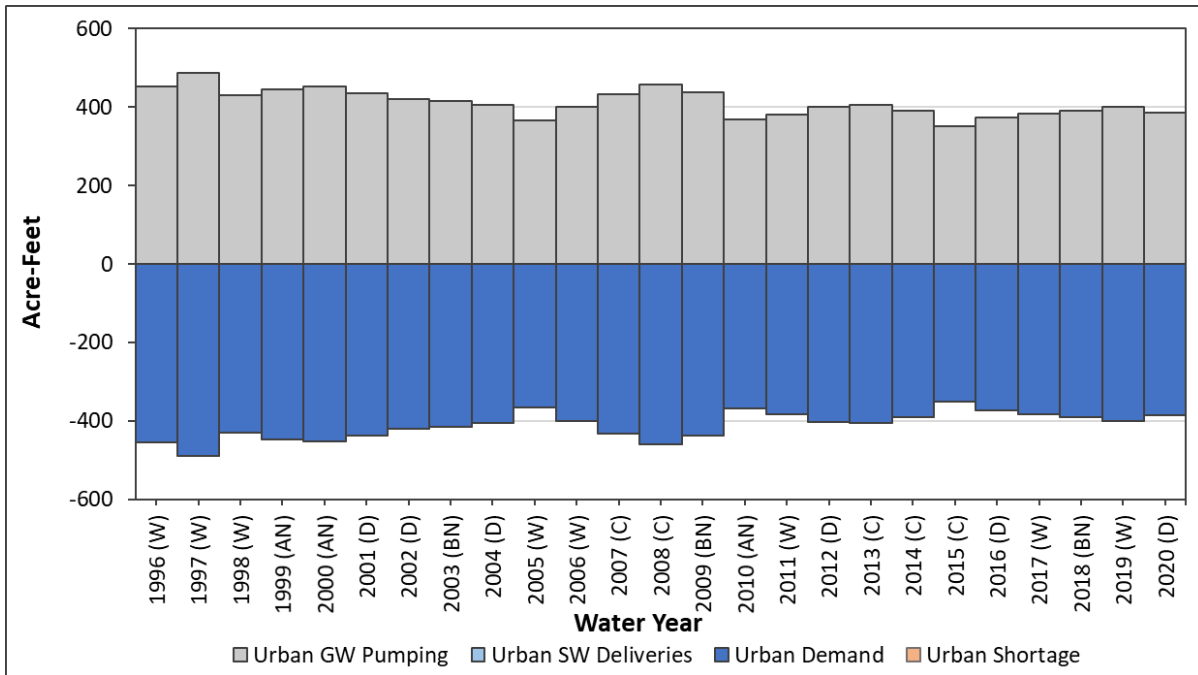 600
400
200
0
-200
-400
-600
Acre-Feet
1996 (W)
1997 (W)
1998 (W)
1999 (AN)
2000 (AN)
2001 (D)
2002 (D)
2003 (BN)
2004 (D)
2005 (W)
2006 (W)
2007 (C)
2008 (C)
2009 (BN)
2010 (AN)
2011 (W)
2012 (D)
2013 (C)
2014 (C)
2015 (C)
2016 (D)
2017 (W)
2018 (BN)
2019 (W)
2020 (D)
Water Year
Urban GW Pumping Urban SW Deliveries Urban Demand Urban Shortage